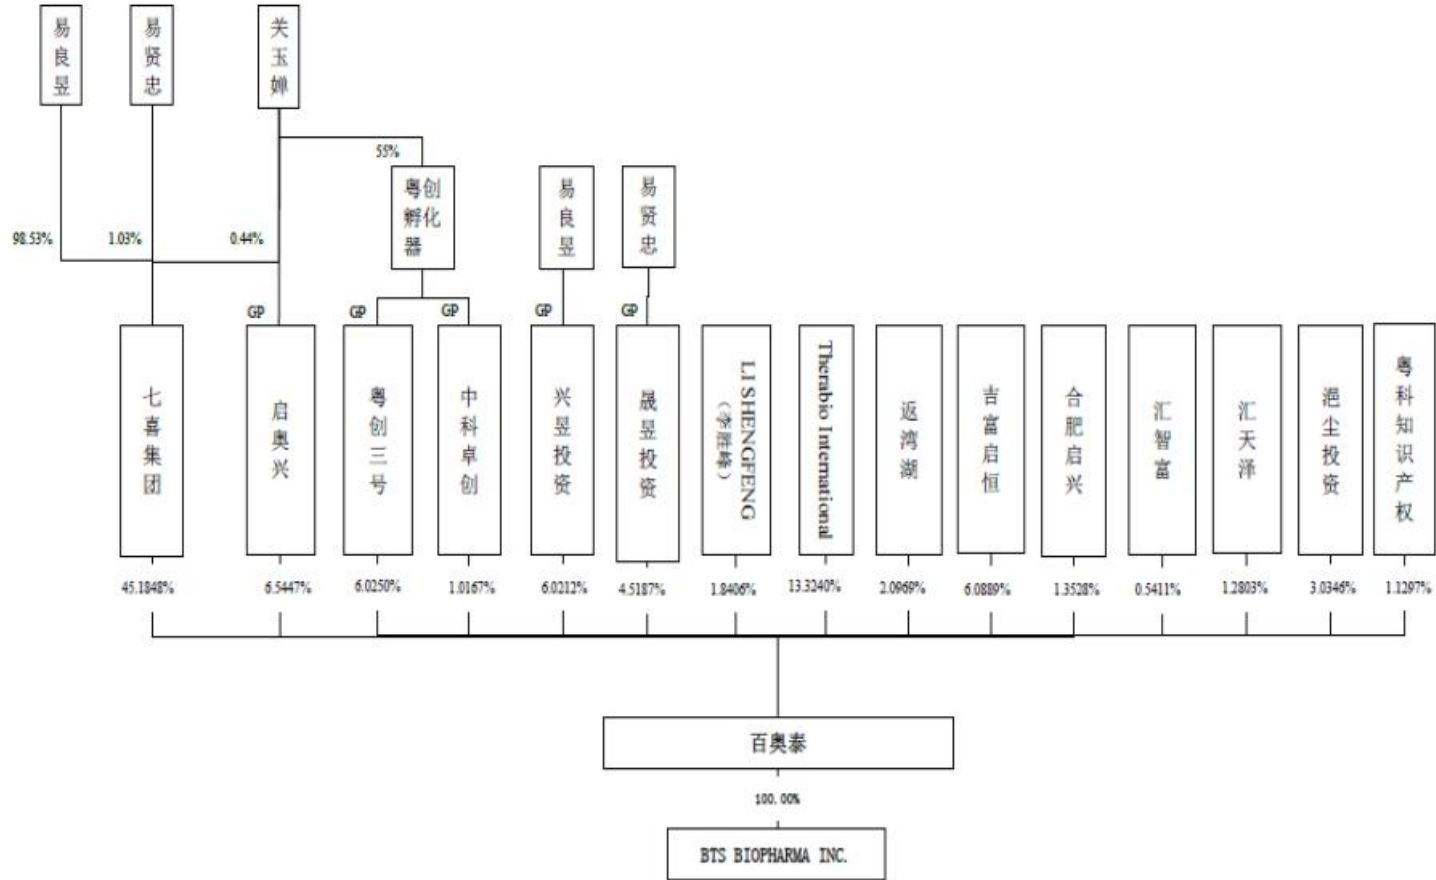 易良昱
易贤忠
关玉婵
55%
粤创
孵化
器
易良昱
易贤忠
98.53%
1.03%
0.44%
GP
GP
GP
GP
GP
七喜集团
启奥兴
粤创三号
中科卓创
兴昱投资
晟昱投资
LI SHENGFENG
（李胜峰）
Therabio International
返湾湖
吉富启恒
合肥启兴
汇智富
汇天泽
浥尘投资
粤科知识产权
45.1848%
6.5447%
6.0250%
1.0167%
6.0212%
4.5187%
1.8406%
13.3240%
2.0969%
6.0889%
1.3528%
0.5411%
1.2803%
3.0346%
1.1297%
百奥泰
100.00%
BTS BIOPHARMA INC.